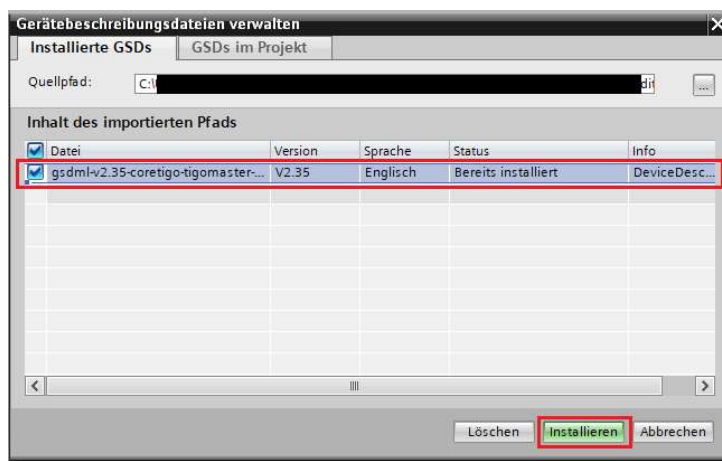 Gerätebeschreibungsdateien verwalten
Installierte GSDs GSDs im Projekt
Quellpfad: C:\ dif ...
Inhalt des importierten Pfads
Datei Version Sprache Status Info
gsdml-v2.35-coretigo-tigomaster-... V2.35 Englisch Bereits installiert DeviceDesc...
Löschen Installieren Abbrechen